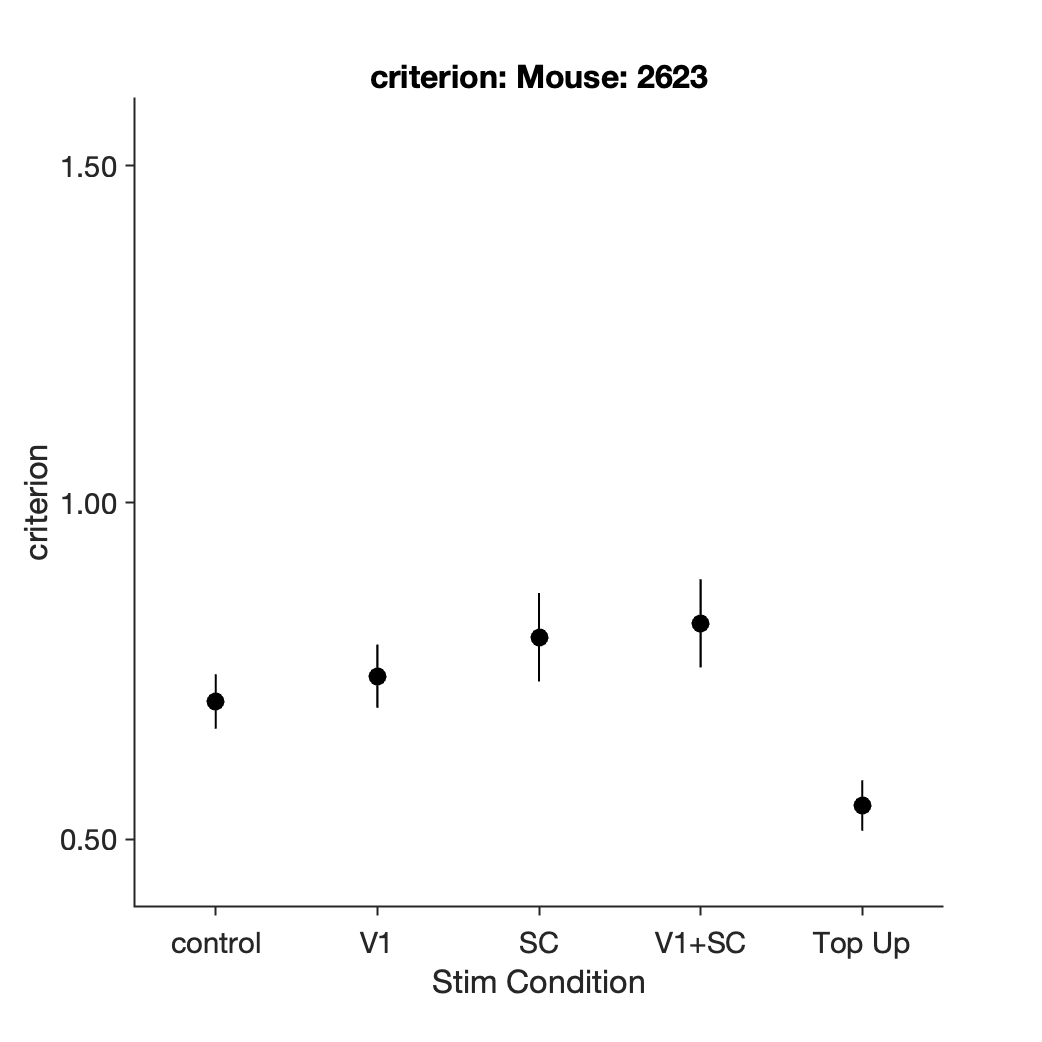 criterion: Mouse: 2623
criterion
1.50
1.00
0.50
control V1 SC V1+SC Top Up
Stim Condition